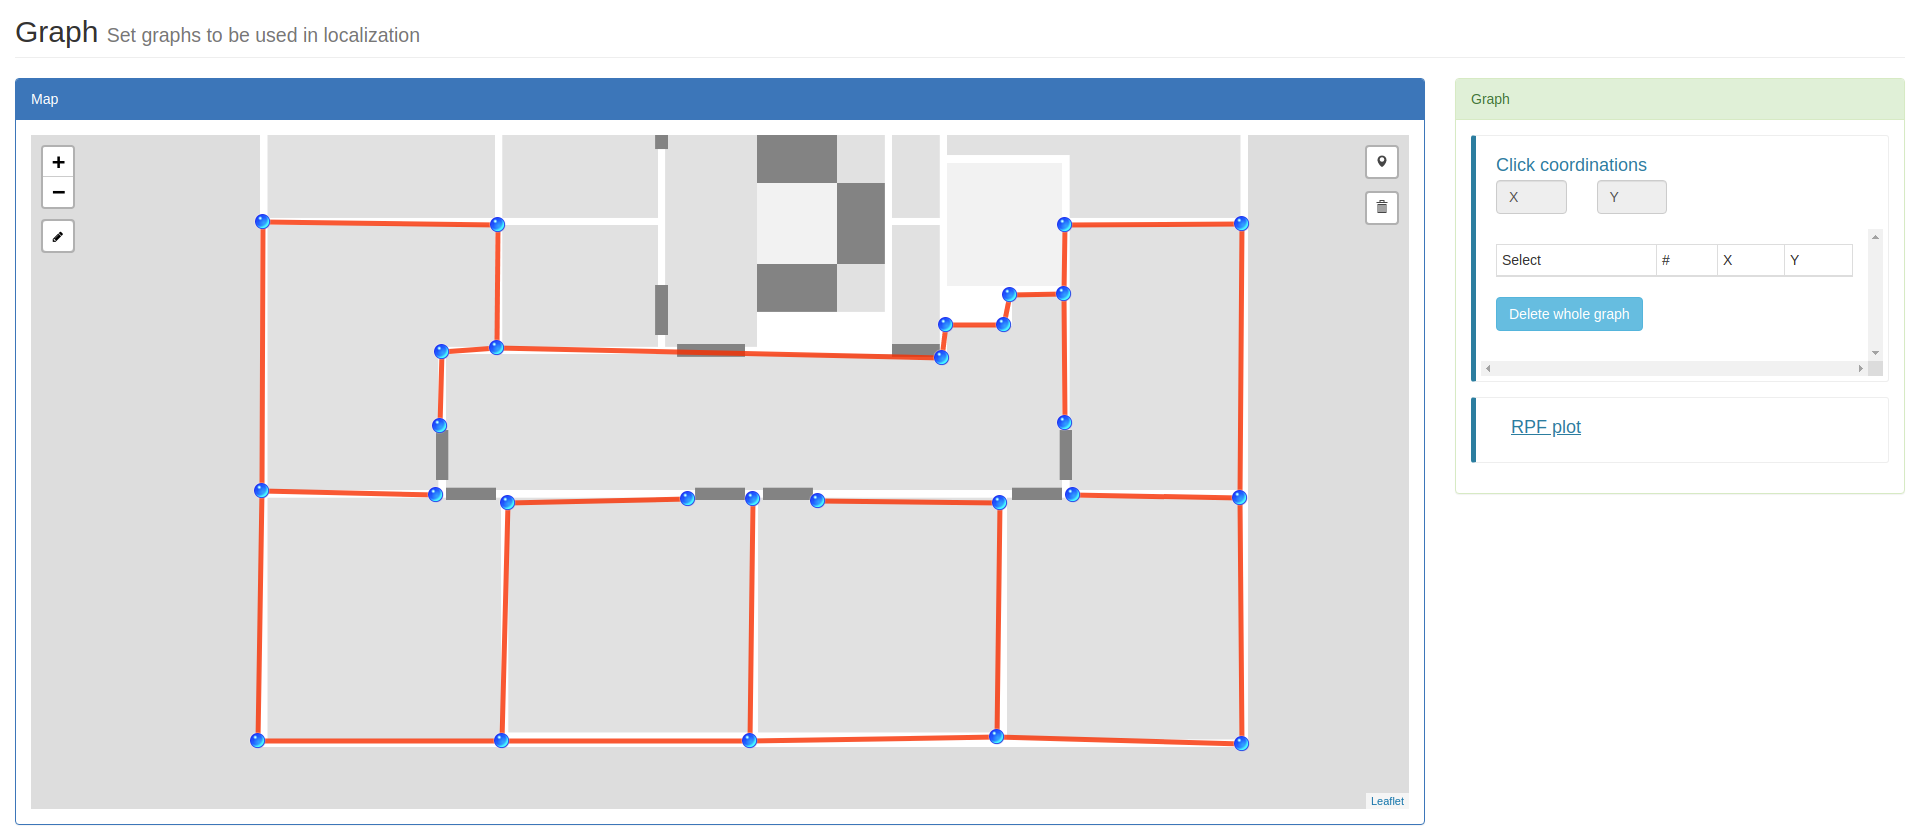 Graph Set graphs to be used in localization
Map
+
−
Leaflet
Graph
Click coordinations
X Y
Select # X Y
Delete whole graph
RPF plot